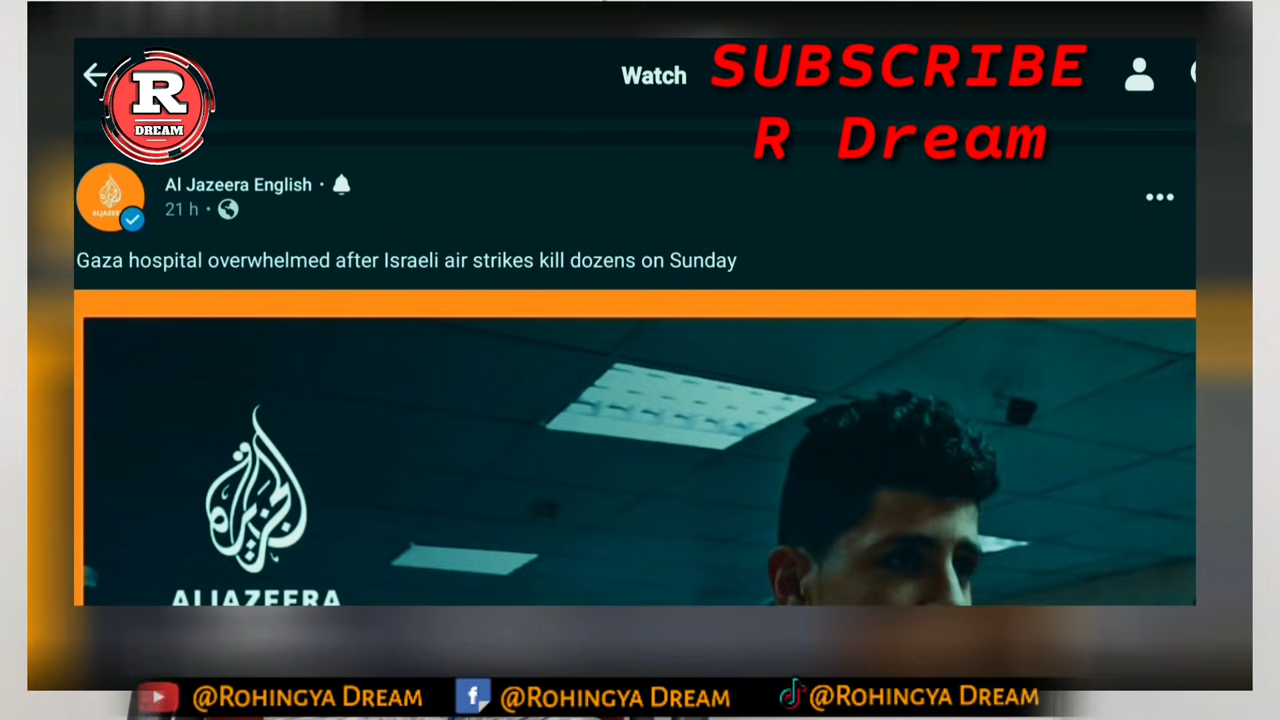 Watch
SUBSCRIBE
R Dream
R
DREAM
Al Jazeera English ·
21 h ·
Gaza hospital overwhelmed after Israeli air strikes kill dozens on Sunday
الجزيرة
ALJAZEERA
@ROHINGYA DREAM
@ROHINGYA DREAM
@ROHINGYA DREAM